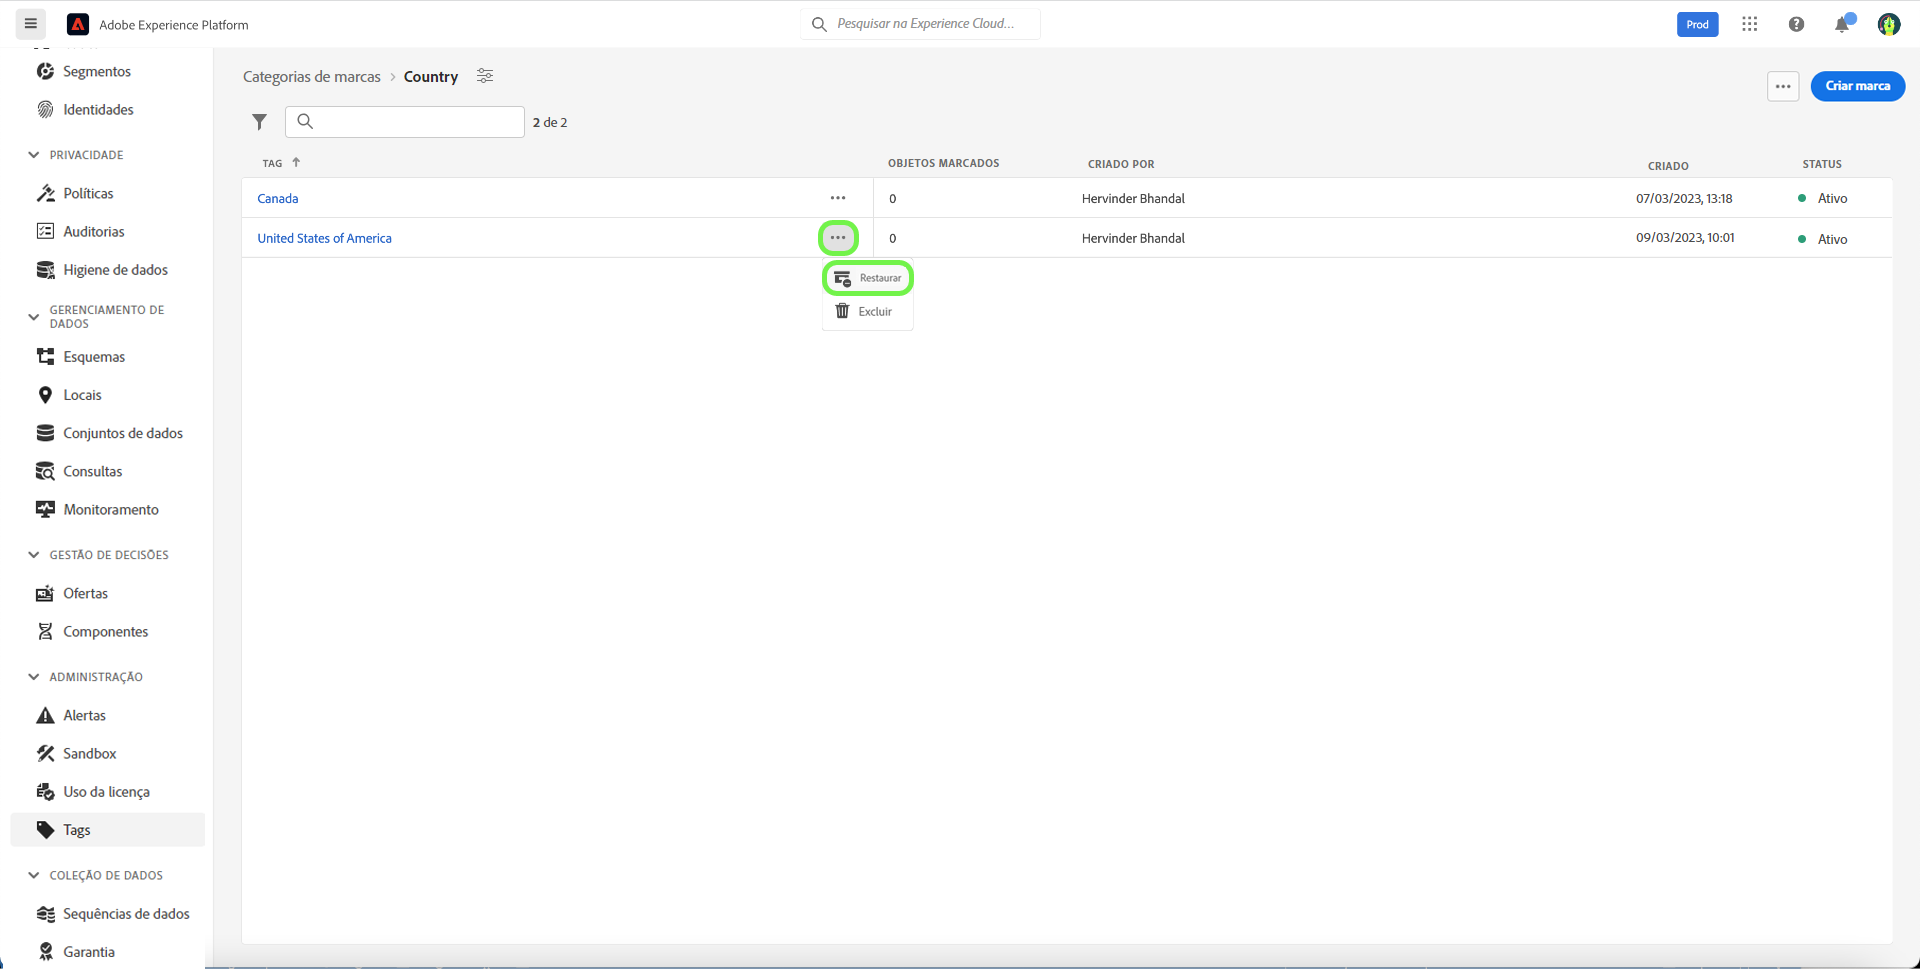 Adobe Experience Platform
Pesquisar na Experience Cloud...
Prod
Segmentos
Identidades
PRIVACIDADE
Políticas
Auditorias
Higiene de dados
GERENCIAMENTO DE
DADOS
Esquemas
Locais
Conjuntos de dados
Consultas
Monitoramento
GESTÃO DE DECISÕES
Ofertas
Componentes
ADMINISTRAÇÃO
Alertas
Sandbox
Uso da licença
Tags
COLEÇÃO DE DADOS
Sequências de dados
Garantia
Categorias de marcas > Country
Criar marca
2 de 2
TAG OBJETOS MARCADOS CRIADO POR CRIADO STATUS
Canada 0 Hervinder Bhandal 07/03/2023, 13:18 Ativo
United States of America 0 Hervinder Bhandal 09/03/2023, 10:01 Ativo
Restaurar
Excluir